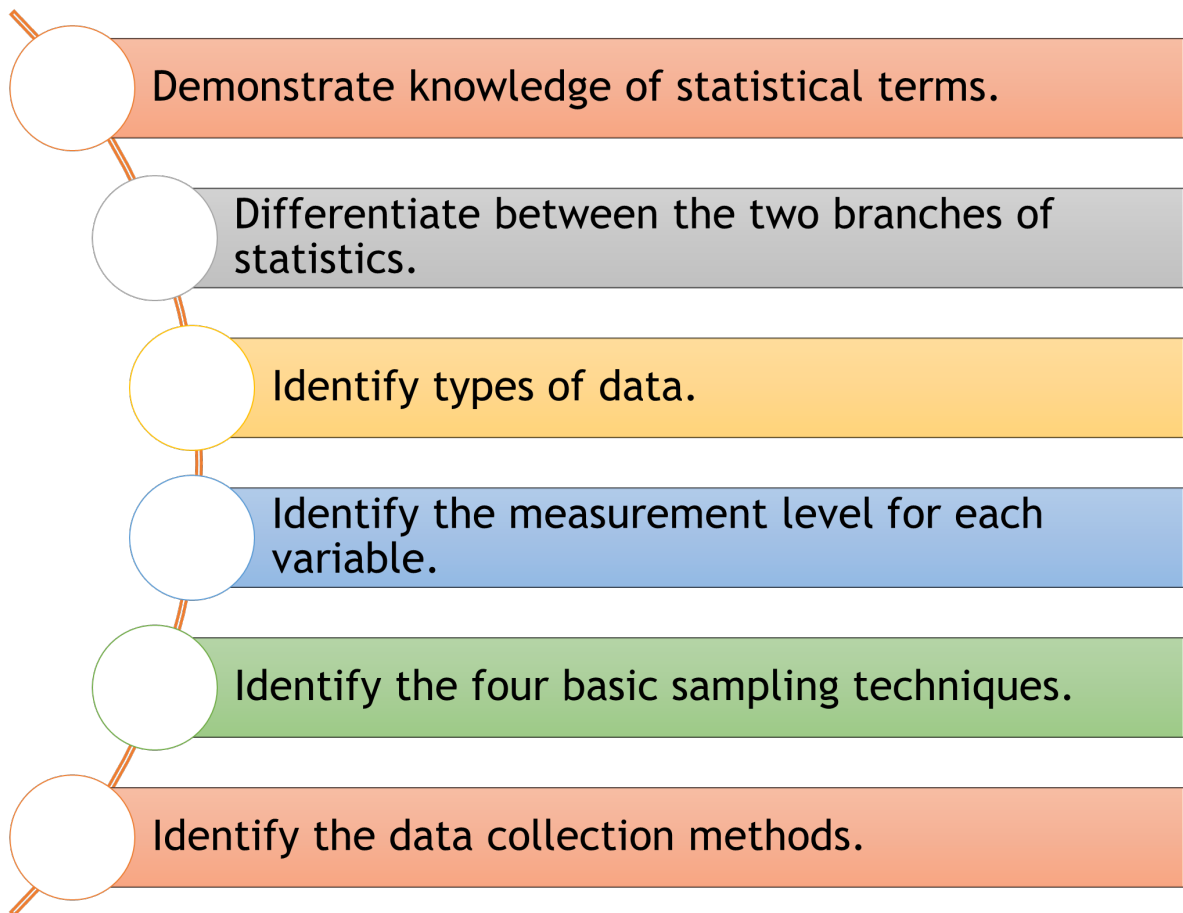 Demonstrate knowledge of statistical terms.
Differentiate between the two branches of
statistics.
Identify types of data.
Identify the measurement level for each
variable.
Identify the four basic sampling techniques.
Identify the data collection methods.